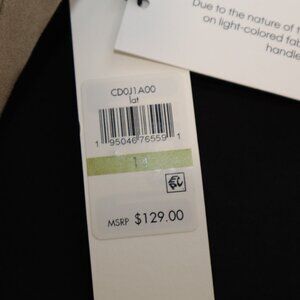 Due to the nature of t
on light-colored fab
handle
CD0J1A00
1at
1 95046 76559 1
14
MSRP $129.00